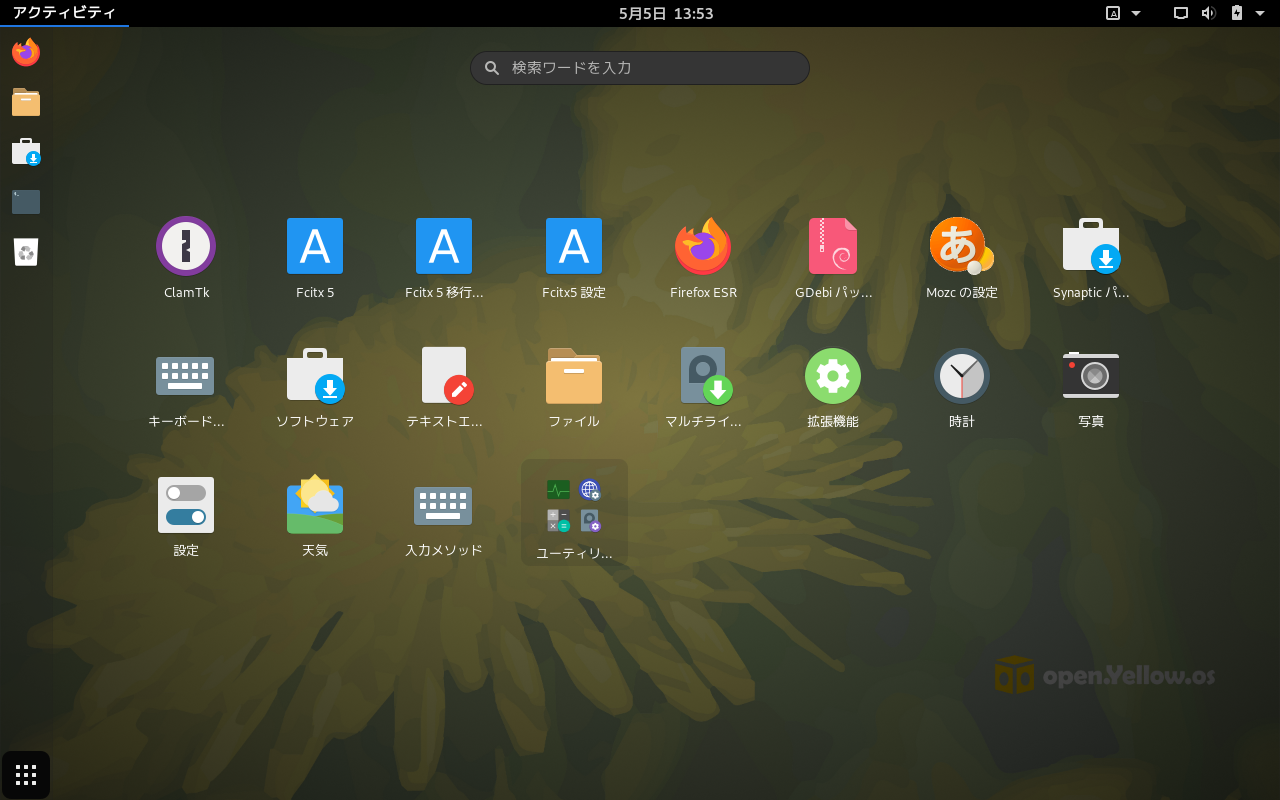 アクティビティ
5月5日 13:53
A
検索ワードを入力
ClamTk
A
Fcitx 5
A
Fcitx 5 移行...
A
Fcitx5 設定
Firefox ESR
GDebi パッ...
あ
Mozc の設定
Synaptic パ...
キーボード...
ソフトウェア
テキストエ...
ファイル
マルチライ...
拡張機能
時計
写真
設定
天気
入力メソッド
ユーティリ...
open.Yellow.os